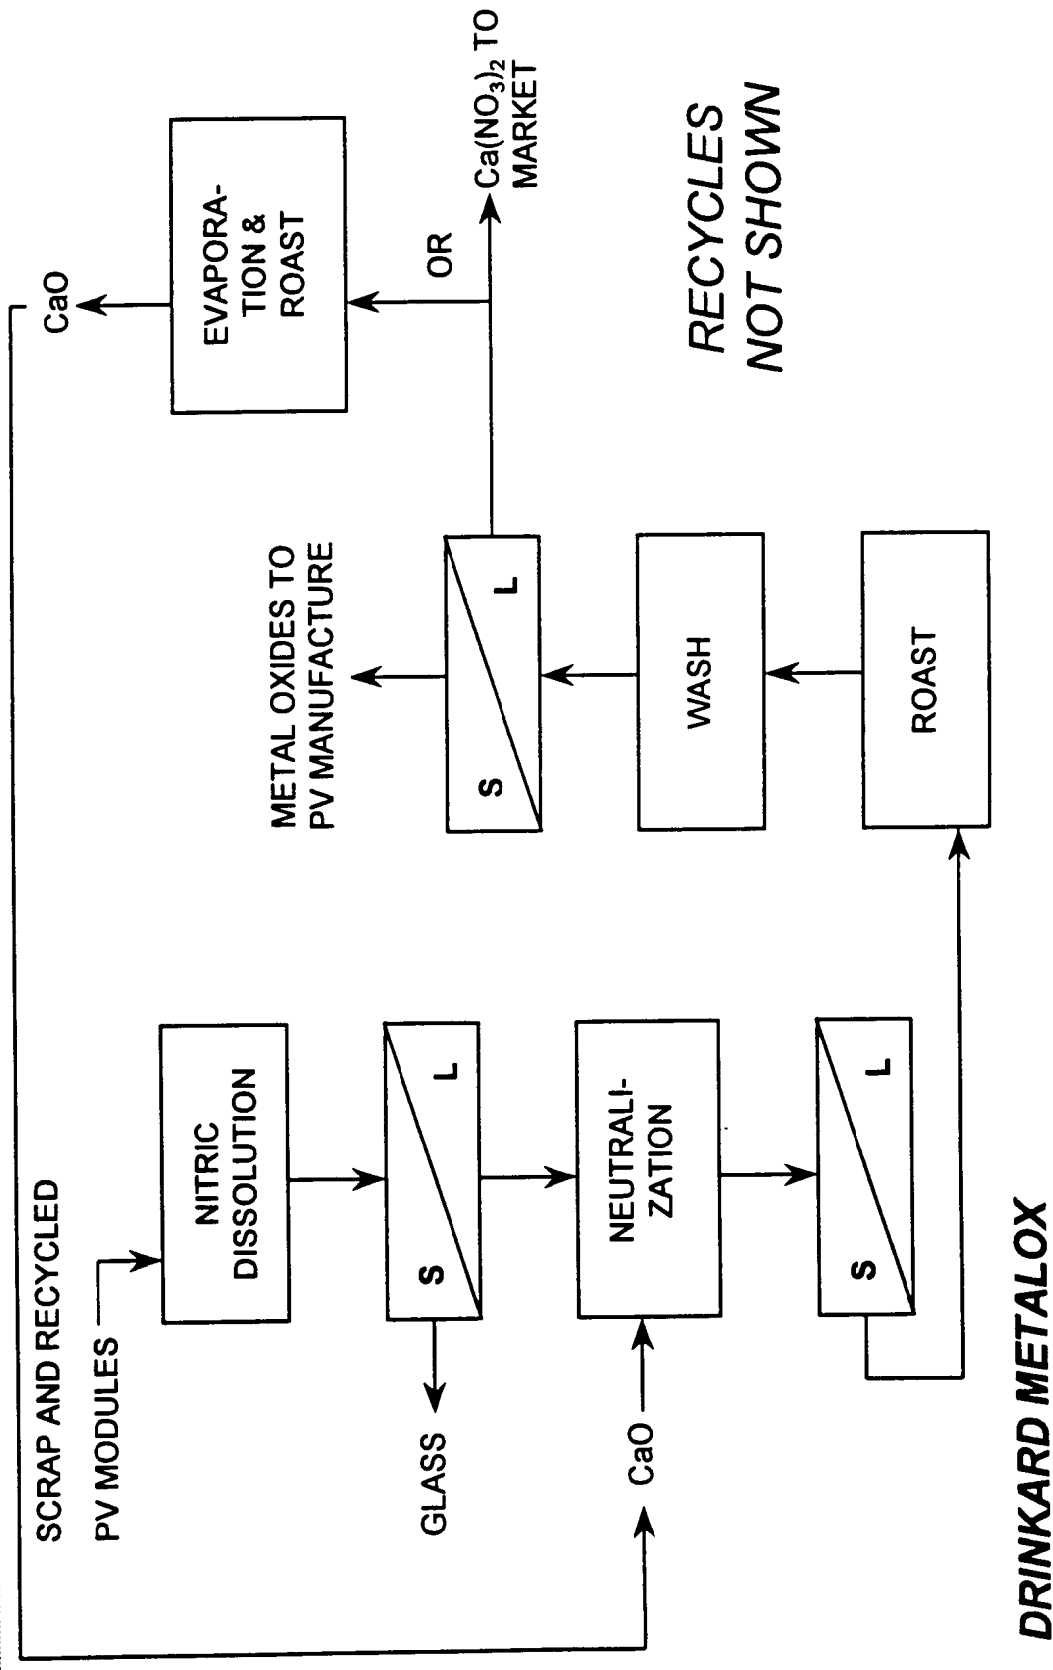 SCRAP AND RECYCLED
PV MODULES
NITRIC
DISSOLUTION
S
L
GLASS
CaO
NEUTRALI-
ZATION
S
L
METAL OXIDES TO
PV MANUFACTURE
S
L
WASH
ROAST
CaO
EVAPORA-
TION &
ROAST
OR
Ca(NO₃)₂ TO
MARKET
RECYCLES
NOT SHOWN
DRINKARD METALOX